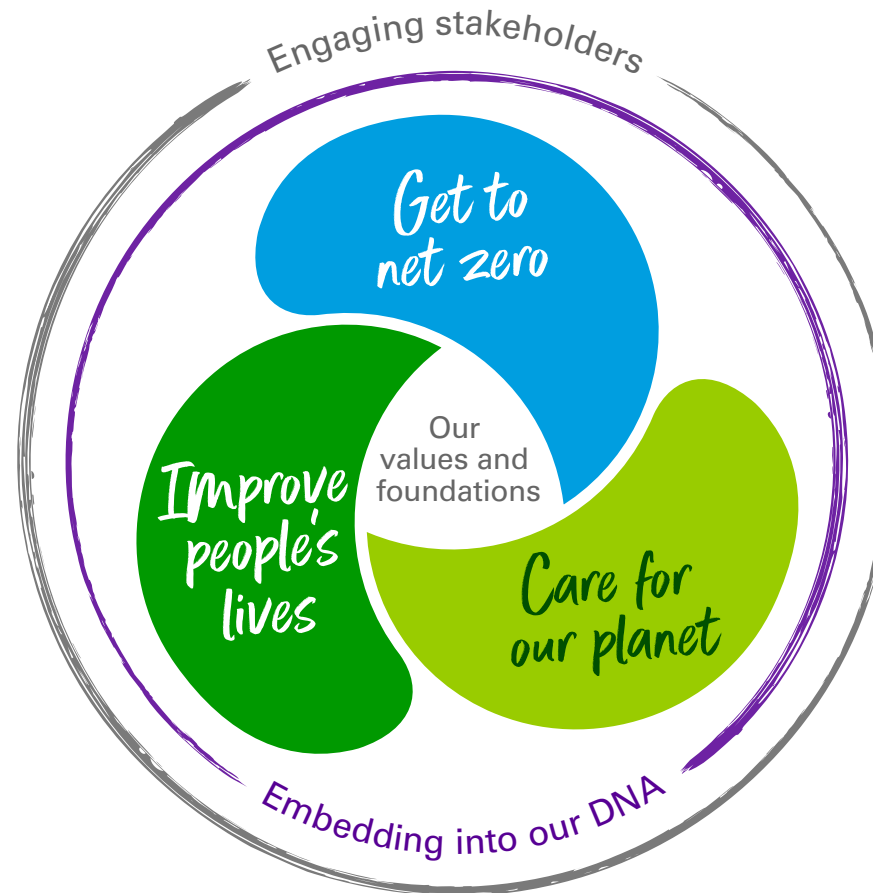 Engaging stakeholders
Get to
net zero
Our
values and
foundations
Improve
people's
lives
Care for
our planet
Embedding into our DNA